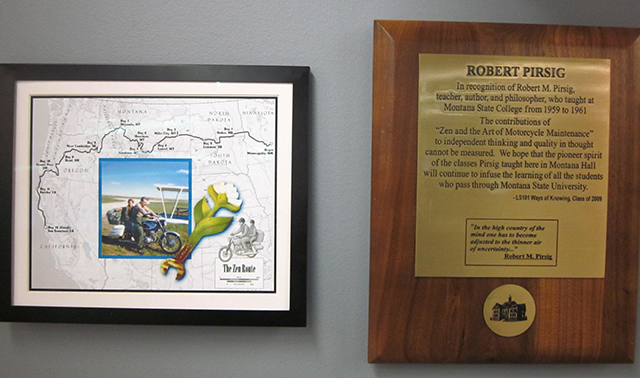 MONTANA
NORTH
DAKOTA
MINNESOTA
SOUTH
DAKOTA
OREGON
CALIFORNIA
The Zen Route
ROBERT PIRSIG
In recognition of Robert M. Pirsig,
teacher, author, and philosopher, who taught at
Montana State College from 1959 to 1961
The contributions of
"Zen and the Art of Motorcycle Maintenance"
to independent thinking and quality in thought
cannot be measured. We hope that the pioneer spirit
of the classes Pirsig taught here in Montana Hall
will continue to infuse the learning of all the students
who pass through Montana State University.
- LS101 Ways of Knowing, Class of 2009
"In the high country of the
mind one has to become
adjusted to the thinner air
of uncertainty..."
Robert M. Pirsig